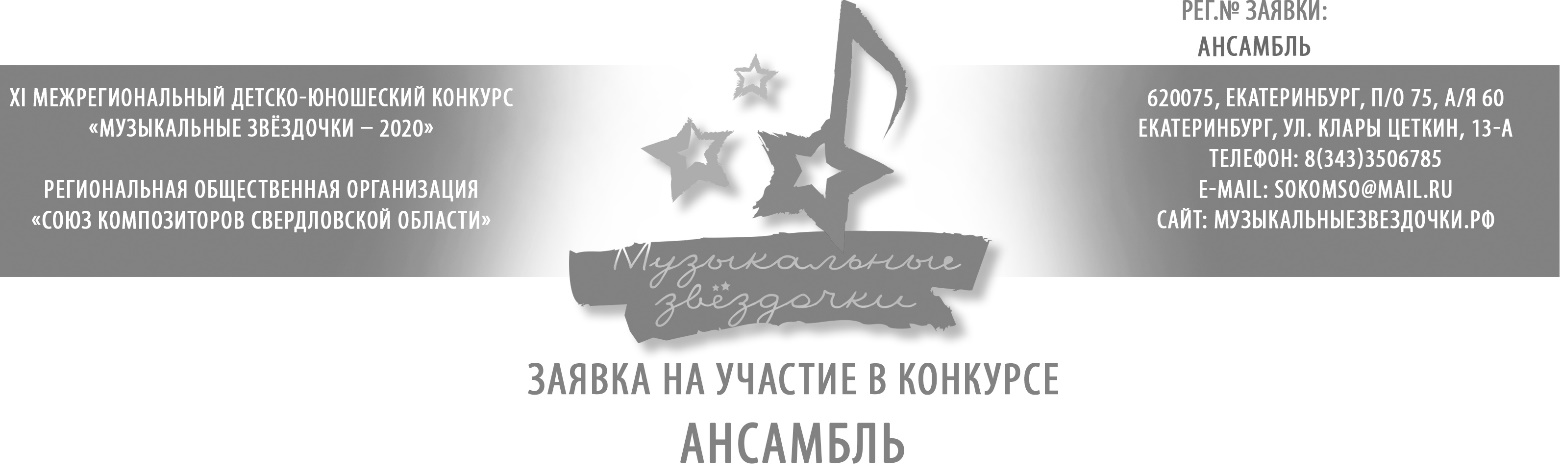 РЕГ.№ ЗАЯВКИ:
АНСАМБЛЬ
XI МЕЖРЕГИОНАЛЬНЫЙ ДЕТСКО-ЮНОШЕСКИЙ КОНКУРС
«МУЗЫКАЛЬНЫЕ ЗВЁЗДОЧКИ – 2020»
РЕГИОНАЛЬНАЯ ОБЩЕСТВЕННАЯ ОРГАНИЗАЦИЯ
«СОЮЗ КОМПОЗИТОРОВ СВЕРДЛОВСКОЙ ОБЛАСТИ»
620075, ЕКАТЕРИНБУРГ, П/О 75, А/Я 60
ЕКАТЕРИНБУРГ, УЛ. КЛАРЫ ЦЕТКИН, 13-А
ТЕЛЕФОН: 8(343)3506785
E-MAIL: SOKOMSO@MAIL.RU
САЙТ: МУЗЫКАЛЬНЫЕЗВЕЗДОЧКИ.РФ
Музыкальные
звёздочки
ЗАЯВКА НА УЧАСТИЕ В КОНКУРСЕ
АНСАМБЛЬ